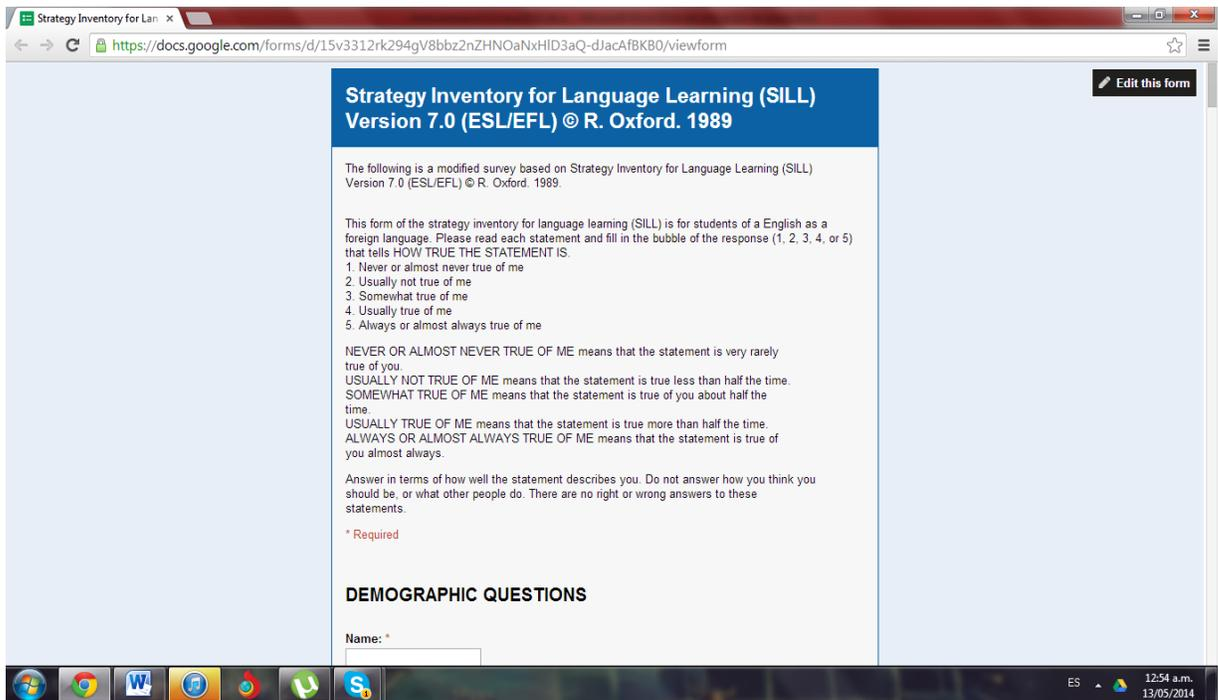 Strategy Inventory for Lan
https://docs.google.com/forms/d/15v3312rk294gV8bbz2nZHNOaNxHlD3aQ-dJacAfBKB0/viewform
Edit this form
Strategy Inventory for Language Learning (SILL)
Version 7.0 (ESL/EFL) © R. Oxford. 1989
The following is a modified survey based on Strategy Inventory for Language Learning (SILL)
Version 7.0 (ESL/EFL) © R. Oxford. 1989.
This form of the strategy inventory for language learning (SILL) is for students of a English as a
foreign language. Please read each statement and fill in the bubble of the response (1, 2, 3, 4, or 5)
that tells HOW TRUE THE STATEMENT IS.
1. Never or almost never true of me
2. Usually not true of me
3. Somewhat true of me
4. Usually true of me
5. Always or almost always true of me
NEVER OR ALMOST NEVER TRUE OF ME means that the statement is very rarely
true of you.
USUALLY NOT TRUE OF ME means that the statement is true less than half the time.
SOMEWHAT TRUE OF ME means that the statement is true of you about half the
time.
USUALLY TRUE OF ME means that the statement is true more than half the time.
ALWAYS OR ALMOST ALWAYS TRUE OF ME means that the statement is true of
you almost always.
Answer in terms of how well the statement describes you. Do not answer how you think you
should be, or what other people do. There are no right or wrong answers to these
statements.
* Required
DEMOGRAPHIC QUESTIONS
Name: *
ES
12:54 a.m.
13/05/2014